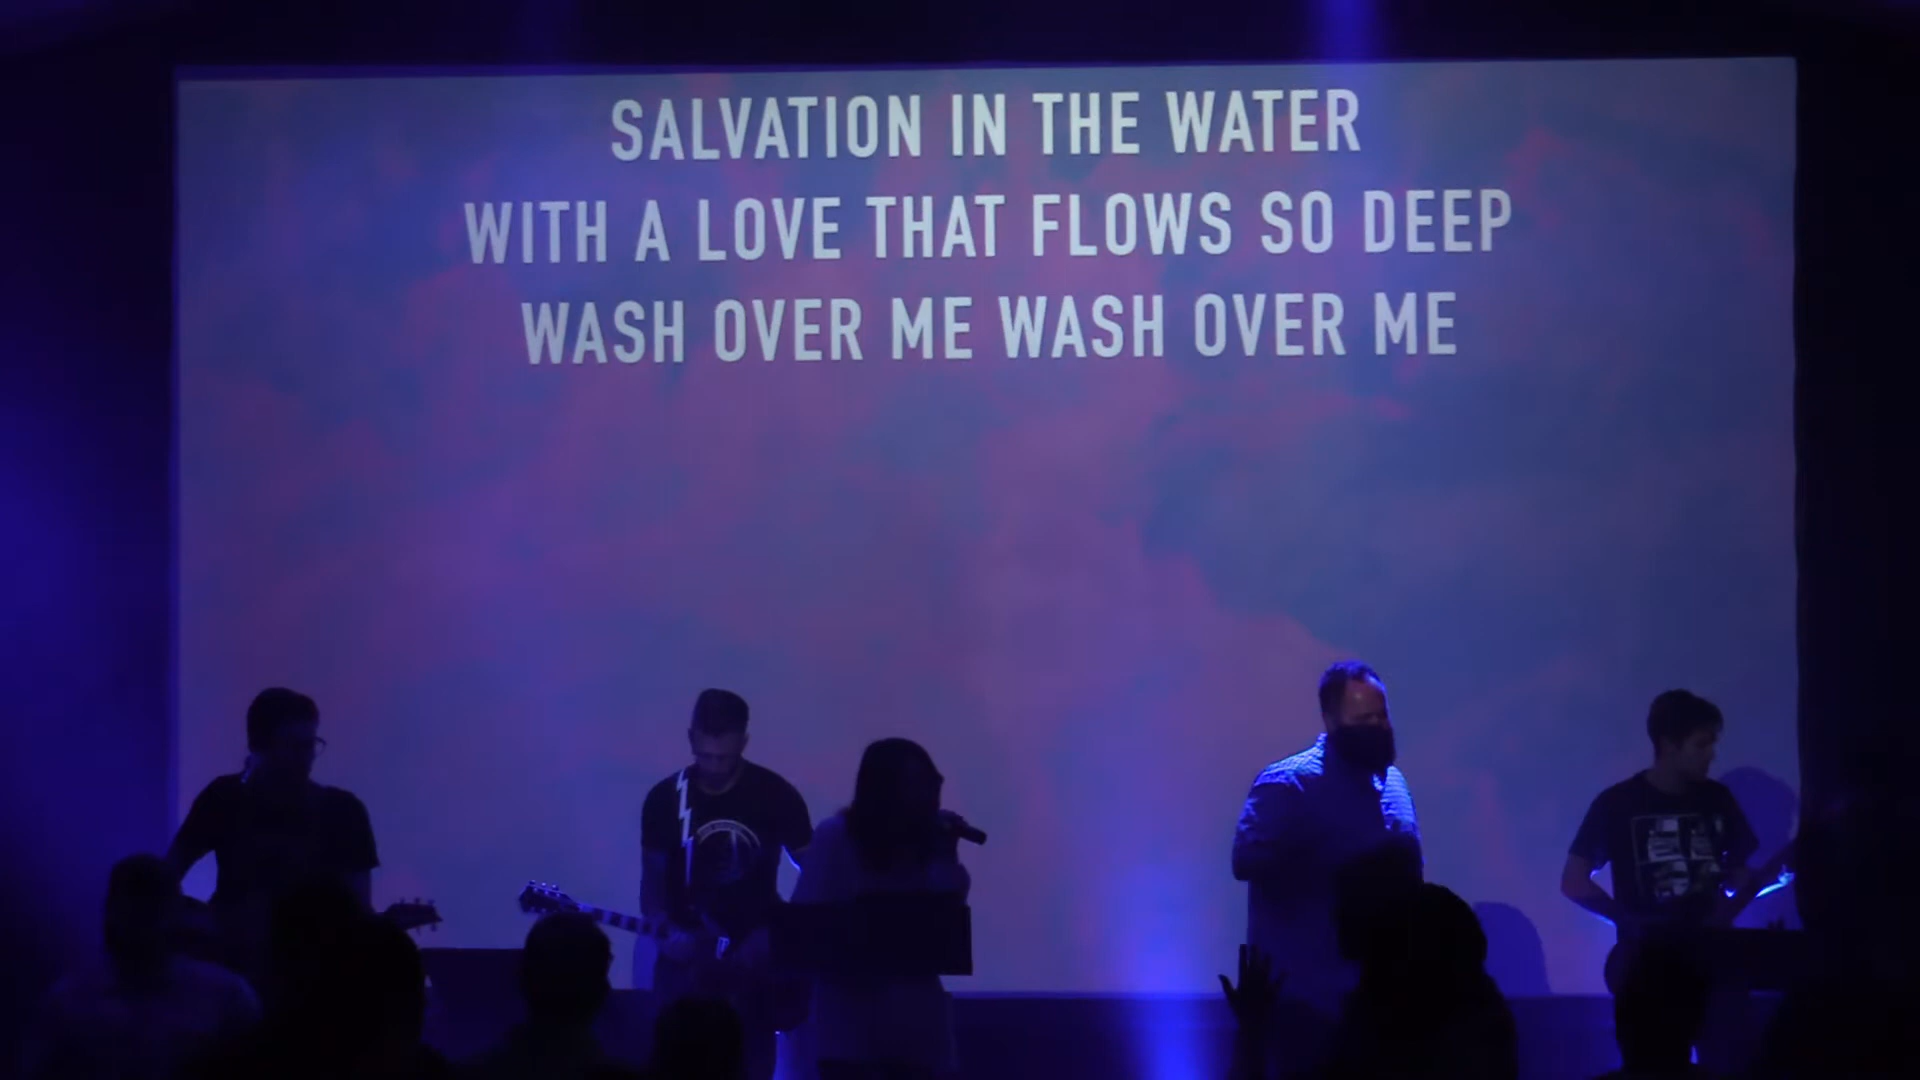 SALVATION IN THE WATER
WITH A LOVE THAT FLOWS SO DEEP
WASH OVER ME WASH OVER ME